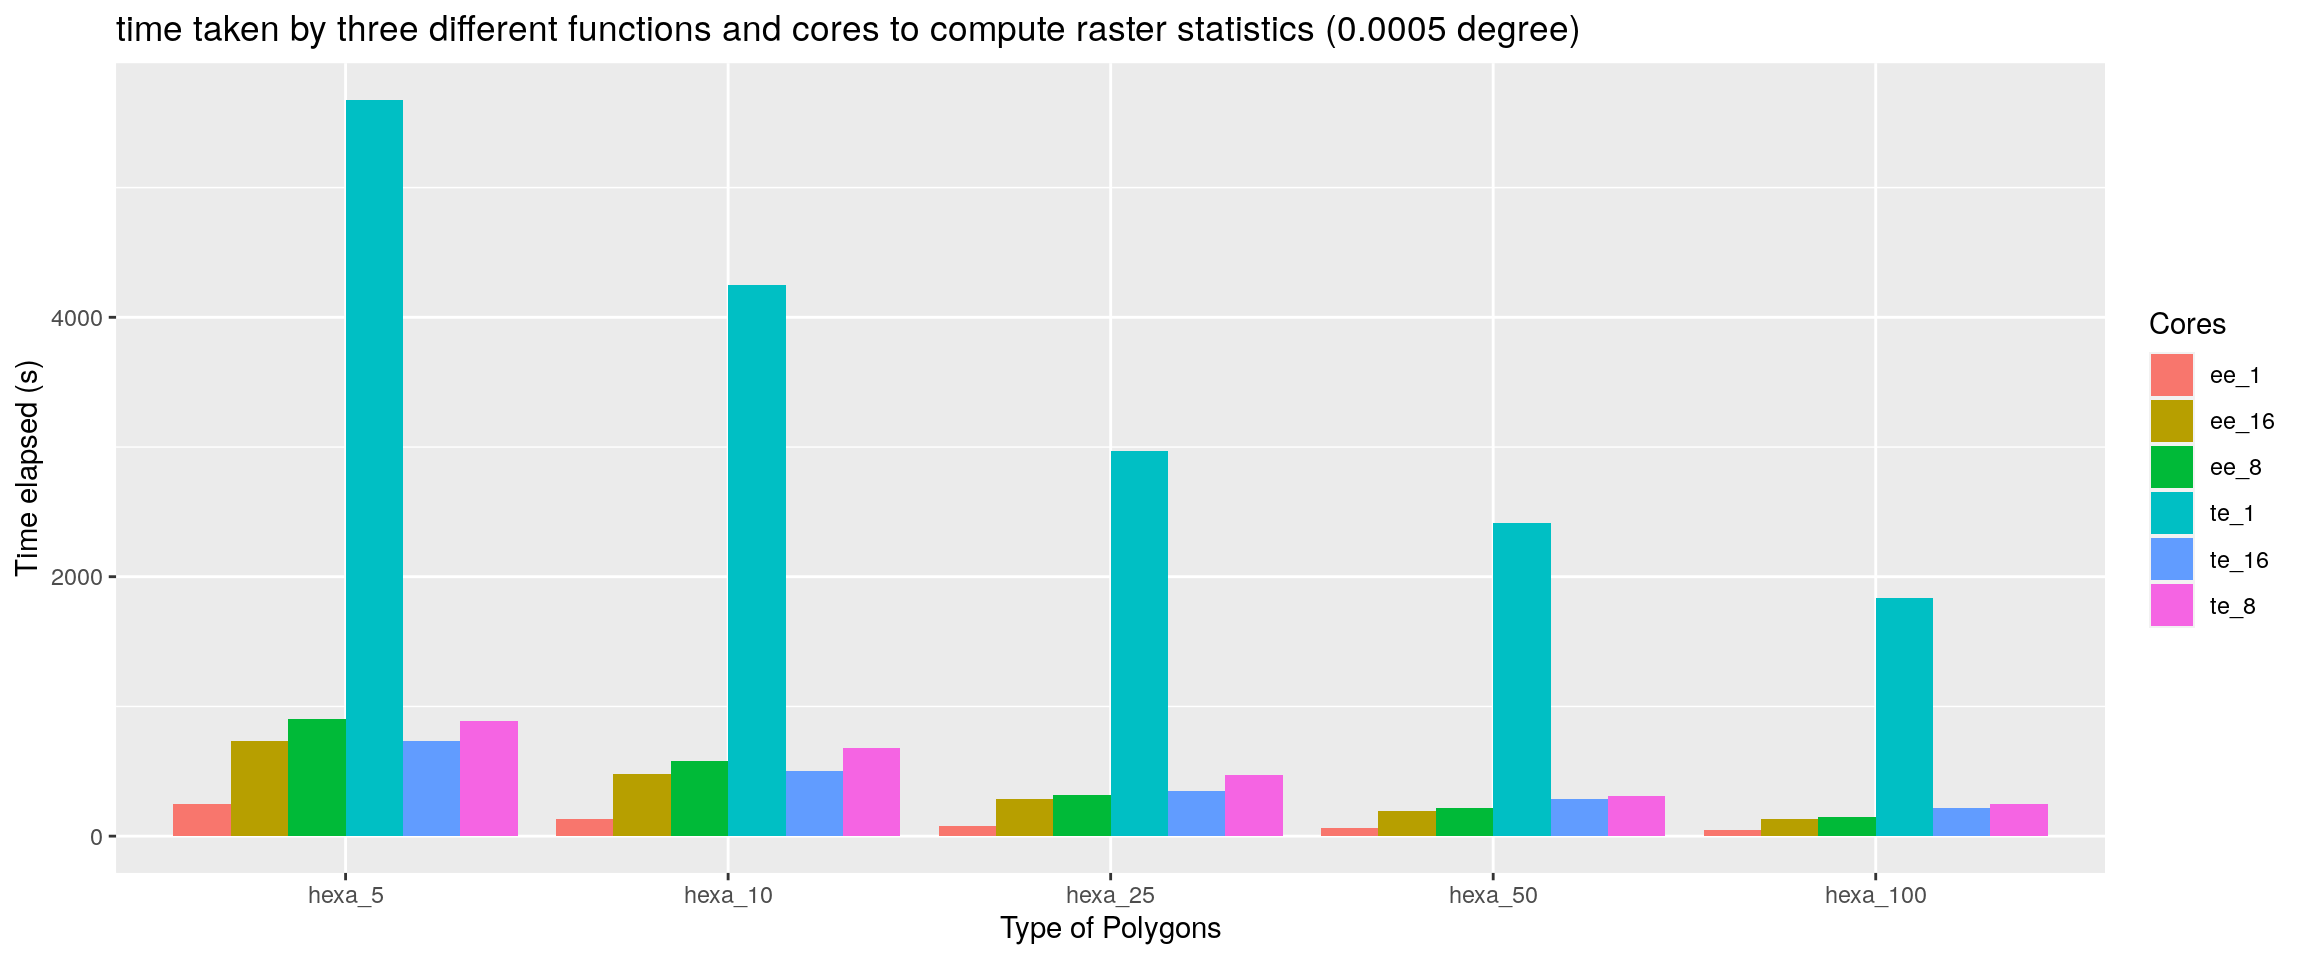 time taken by three different functions and cores to compute raster statistics (0.0005 degree)
Time elapsed (s)
4000
2000
0
hexa_5
hexa_10
hexa_25
hexa_50
hexa_100
Type of Polygons
Cores
ee_1
ee_16
ee_8
te_1
te_16
te_8